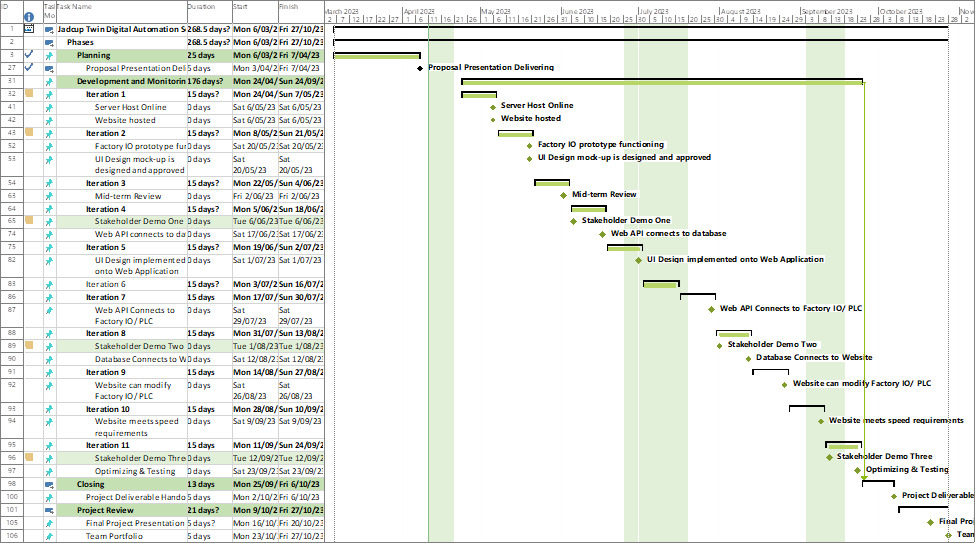 ID Task Mo Task Name Duration Start Finish March 2023 April 2023 May 2023 June 2023 July 2023 August 2023 September 2023 October 2023 Nov
1 Jadcup Twin Digital Automation S 268.5 days? Mon 6/03/2 Fri 27/10/23
2 Phases 268.5 days? Mon 6/03/2 Fri 27/10/23
3 Planning 25 days Mon 6/03/2 Fri 7/04/23
27 Proposal Presentation Deli 5 days Mon 3/04/2 Fri 7/04/23 Proposal Presentation Delivering
31 Development and Monitorin 176 days? Mon 24/04/ Sun 24/09/2
32 Iteration 1 15 days? Mon 24/04/ Sun 7/05/23
41 Server Host Online 0 days Sat 6/05/23 Sat 6/05/23 Server Host Online
42 Website hosted 0 days Sat 6/05/23 Sat 6/05/23 Website hosted
43 Iteration 2 15 days? Mon 8/05/2 Sun 21/05/2
52 Factory IO prototype fun 0 days Sat 20/05/23 Sat 20/05/23 Factory IO prototype functioning
53 UI Design mock-up is 0 days Sat Sat UI Design mock-up is designed and approved
designed and approved 20/05/23 20/05/23
54 Iteration 3 15 days? Mon 22/05/ Sun 4/06/23
63 Mid-term Review 0 days Fri 2/06/23 Fri 2/06/23 Mid-term Review
64 Iteration 4 15 days? Mon 5/06/2 Sun 18/06/2
65 Stakeholder Demo One 0 days Tue 6/06/23 Tue 6/06/23 Stakeholder Demo One
74 Web API connects to da 0 days Sat 17/06/23 Sat 17/06/23 Web API connects to database
75 Iteration 5 15 days? Mon 19/06/ Sun 2/07/23
82 UI Design implemented 0 days Sat 1/07/23 Sat 1/07/23 UI Design implemented onto Web Application
onto Web Application
83 Iteration 6 15 days? Mon 3/07/2 Sun 16/07/2
86 Iteration 7 15 days Mon 17/07/ Sun 30/07/2
87 Web API Connects to 0 days Sat Sat Web API Connects to Factory IO/ PLC
Factory IO/ PLC 29/07/23 29/07/23
88 Iteration 8 15 days Mon 31/07/ Sun 13/08/2
89 Stakeholder Demo Two 0 days Tue 1/08/23 Tue 1/08/23 Stakeholder Demo Two
90 Database Connects to W 0 days Sat 12/08/23 Sat 12/08/23 Database Connects to Website
91 Iteration 9 15 days Mon 14/08/ Sun 27/08/2
92 Website can modify 0 days Sat Sat Website can modify Factory IO/ PLC
Factory IO/ PLC 26/08/23 26/08/23
93 Iteration 10 15 days Mon 28/08/ Sun 10/09/2
94 Website meets speed 0 days Sat 9/09/23 Sat 9/09/23 Website meets speed requirements
requirements
95 Iteration 11 15 days Mon 11/09/ Sun 24/09/2
96 Stakeholder Demo Thre 0 days Tue 12/09/2 Tue 12/09/2 Stakeholder Demo Three
97 Optimizing & Testing 0 days Sat 23/09/23 Sat 23/09/23 Optimizing & Testing
98 Closing 13 days Mon 25/09/ Fri 6/10/23
100 Project Deliverable Hando 5 days Mon 2/10/2 Fri 6/10/23 Project Deliverable
101 Project Review 21 days? Mon 9/10/2 Fri 27/10/23
105 Final Project Presentation 5 days? Mon 16/10/ Fri 20/10/23 Final Pro
106 Team Portfolio 5 days Mon 23/10/ Fri 27/10/23 Team